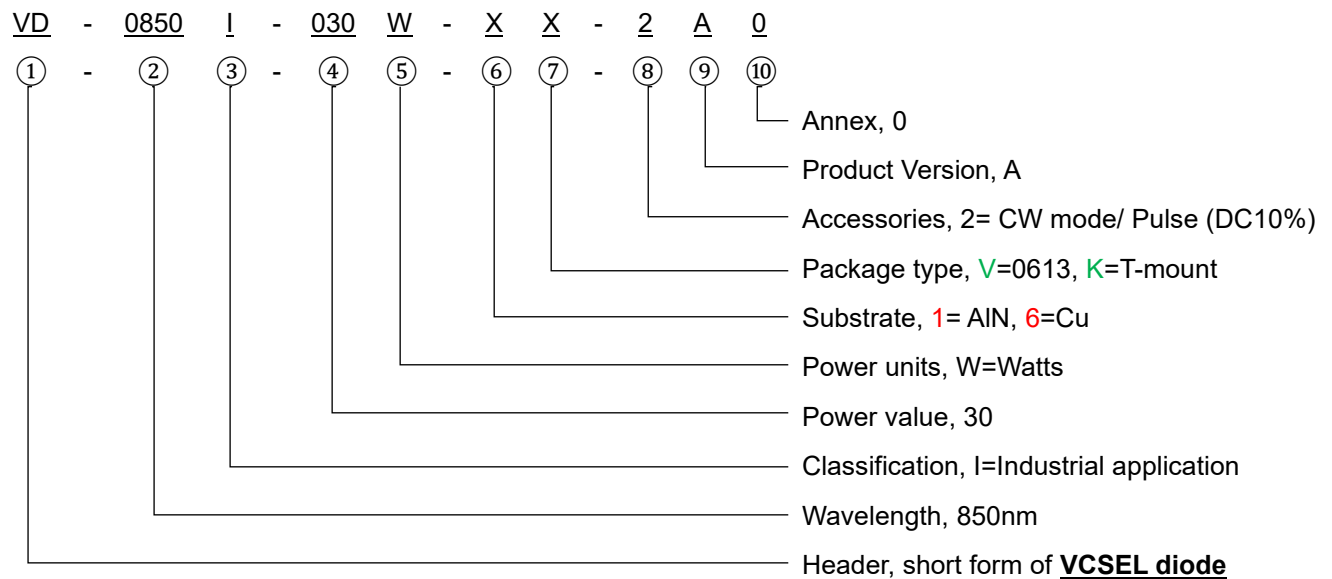 VD - 0850 I - 030 W - X X - 2 A 0
① - ② ③ - ④ ⑤ - ⑥ ⑦ - ⑧ ⑨ ⑩
Annex, 0
Product Version, A
Accessories, 2= CW mode/ Pulse (DC10%)
Package type, V=0613, K=T-mount
Substrate, 1= AlN, 6=Cu
Power units, W=Watts
Power value, 30
Classification, I=Industrial application
Wavelength, 850nm
Header, short form of VCSEL diode